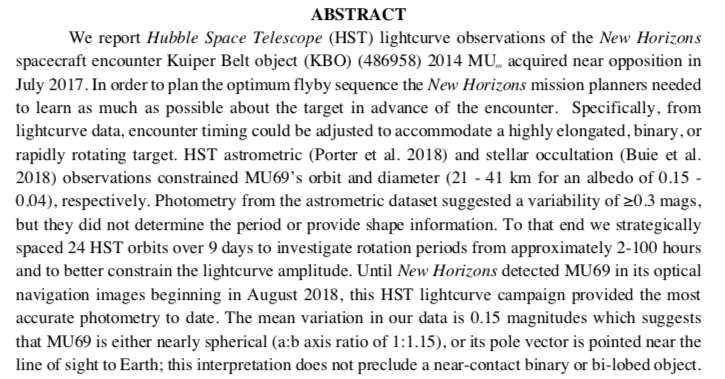 ABSTRACT
We report Hubble Space Telescope (HST) lightcurve observations of the New Horizons
spacecraft encounter Kuiper Belt object (KBO) (486958) 2014 MU acquired near opposition in
July 2017. In order to plan the optimum flyby sequence the New Horizons mission planners needed
to learn as much as possible about the target in advance of the encounter. Specifically, from
lightcurve data, encounter timing could be adjusted to accommodate a highly elongated, binary, or
rapidly rotating target. HST astrometric (Porter et al. 2018) and stellar occultation (Buie et al.
2018) observations constrained MU69's orbit and diameter (21 - 41 km for an albedo of 0.15 -
0.04), respectively. Photometry from the astrometric dataset suggested a variability of ≥0.3 mags,
but they did not determine the period or provide shape information. To that end we strategically
spaced 24 HST orbits over 9 days to investigate rotation periods from approximately 2-100 hours
and to better constrain the lightcurve amplitude. Until New Horizons detected MU69 in its optical
navigation images beginning in August 2018, this HST lightcurve campaign provided the most
accurate photometry to date. The mean variation in our data is 0.15 magnitudes which suggests
that MU69 is either nearly spherical (a:b axis ratio of 1:1.15), or its pole vector is pointed near the
line of sight to Earth; this interpretation does not preclude a near-contact binary or bi-lobed object.